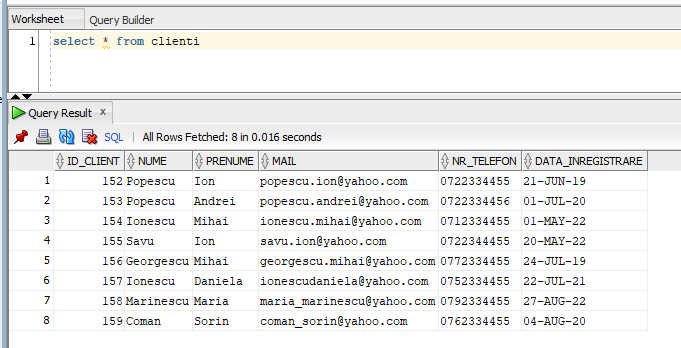 Worksheet Query Builder
1 select * from clienti
Query Result x
SQL | All Rows Fetched: 8 in 0.016 seconds
ID_CLIENT NUME PRENUME MAIL NR_TELEFON DATA_INREGISTRARE
1 152 Popescu Ion popescu.ion@yahoo.com 0722334455 21-JUN-19
2 153 Popescu Andrei popescu.andrei@yahoo.com 0722334456 01-JUL-20
3 154 Ionescu Mihai ionescu.mihai@yahoo.com 0712334455 01-MAY-22
4 155 Savu Ion savu.ion@yahoo.com 0722344455 20-MAY-22
5 156 Georgescu Mihai georgescu.mihai@yahoo.com 0772334455 24-JUL-19
6 157 Ionescu Daniela ionescudaniela@yahoo.com 0752334455 22-JUL-21
7 158 Marinescu Maria maria_marinescu@yahoo.com 0792334455 27-AUG-22
8 159 Coman Sorin coman_sorin@yahoo.com 0762334455 04-AUG-20